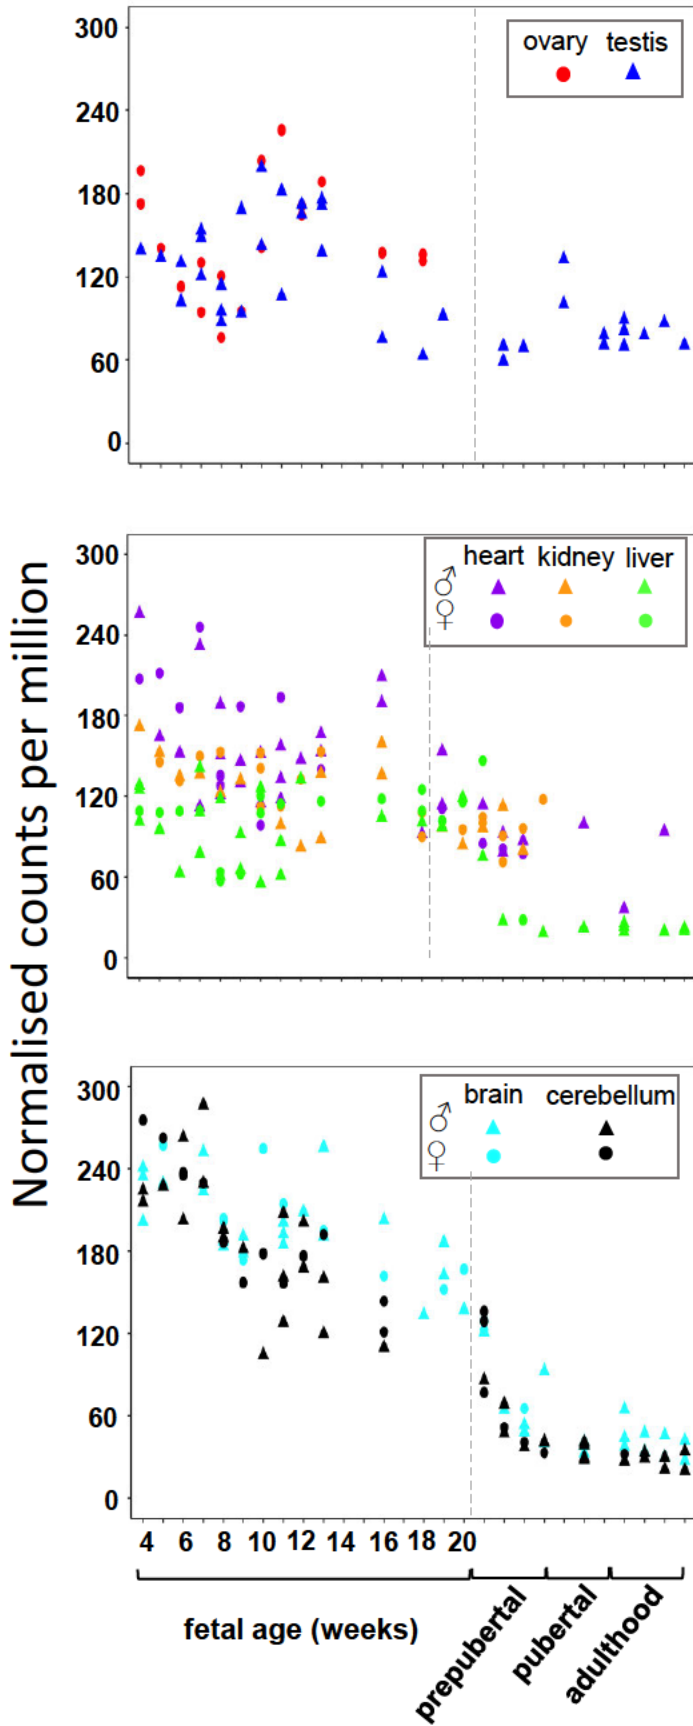 Normalised counts per million
300
240
180
120
60
0
ovary testis
300
240
180
120
60
0
heart kidney liver
♂
♀
300
240
180
120
60
0
brain cerebellum
♂
♀
4 6 8 10 12 14 16 18 20
fetal age (weeks)
prepubertal
pubertal
adulthood